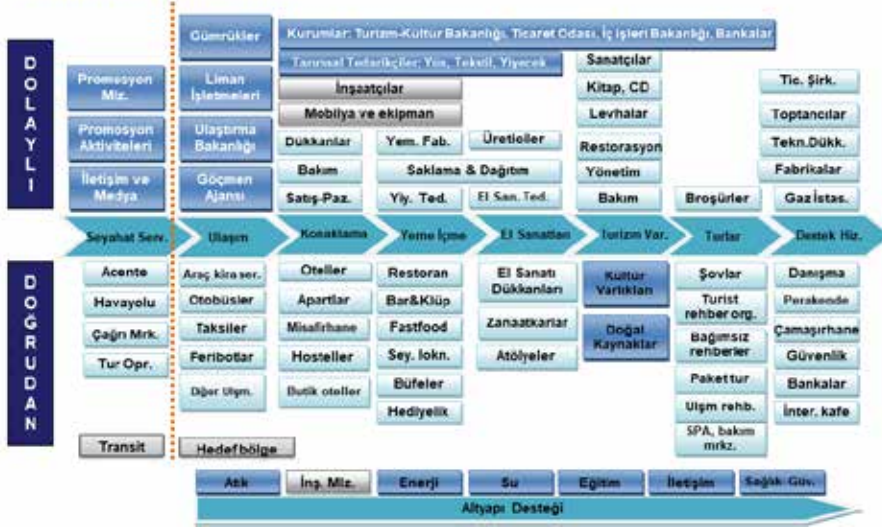 DOLAYLI
Gümrükler
Kurumlar: Turizm-Kültür Bakanlığı, Ticaret Odası, İç işleri Bakanlığı, Bankalar
Tarımsal Tedarikçiler: Yün, Tekstil, Yiyecek
Sanatçılar
Promosyon
Mlz.
Liman
İşletmeleri
İnşaatçılar
Kitap, CD
Tic. Şirk.
Mobilya ve ekipman
Levhalar
Toptancılar
Promosyon
Aktiviteleri
Ulaştırma
Bakanlığı
Dükkanlar
Yem. Fab.
Üreticiler
Restorasyon
Tekn.Dükk.
Bakım
Saklama & Dağıtım
Yönetim
Fabrikalar
İletişim ve
Medya
Göçmen
Ajansı
Satış-Paz.
Yiy. Ted.
El San. Ted.
Bakım
Broşürler
Gaz İstas.
Seyahat Serv.
Ulaşım
Konaklama
Yeme İçme
El Sanatları
Turizm Var.
Turlar
Destek Hiz.
DOĞRUDAN
Acente
Havayolu
Çağrı Mrk.
Tur Opr.
Araç kira ser.
Otobüsler
Taksiler
Feribotlar
Diğer Ulşm.
Oteller
Apartlar
Misafirhane
Hosteller
Butik oteller
Restoran
Bar&Klüp
Fastfood
Sey. lokn.
Büfeler
Hediyelik
El Sanatı
Dükkanları
Zanaatkarlar
Atölyeler
Kültür
Varlıkları
Doğal
Kaynaklar
Şovlar
Turist
rehber org.
Bağımsız
rehberler
Paket tur
Ulşm rehb.
SPA, bakım
mrkz.
Danışma
Perakende
Çamaşırhane
Güvenlik
Bankalar
İnter. kafe
Transit
Hedef bölge
Atık
İnş. Mlz.
Enerji
Su
Eğitim
İletişim
Sağlık Güv.
Altyapı Desteği